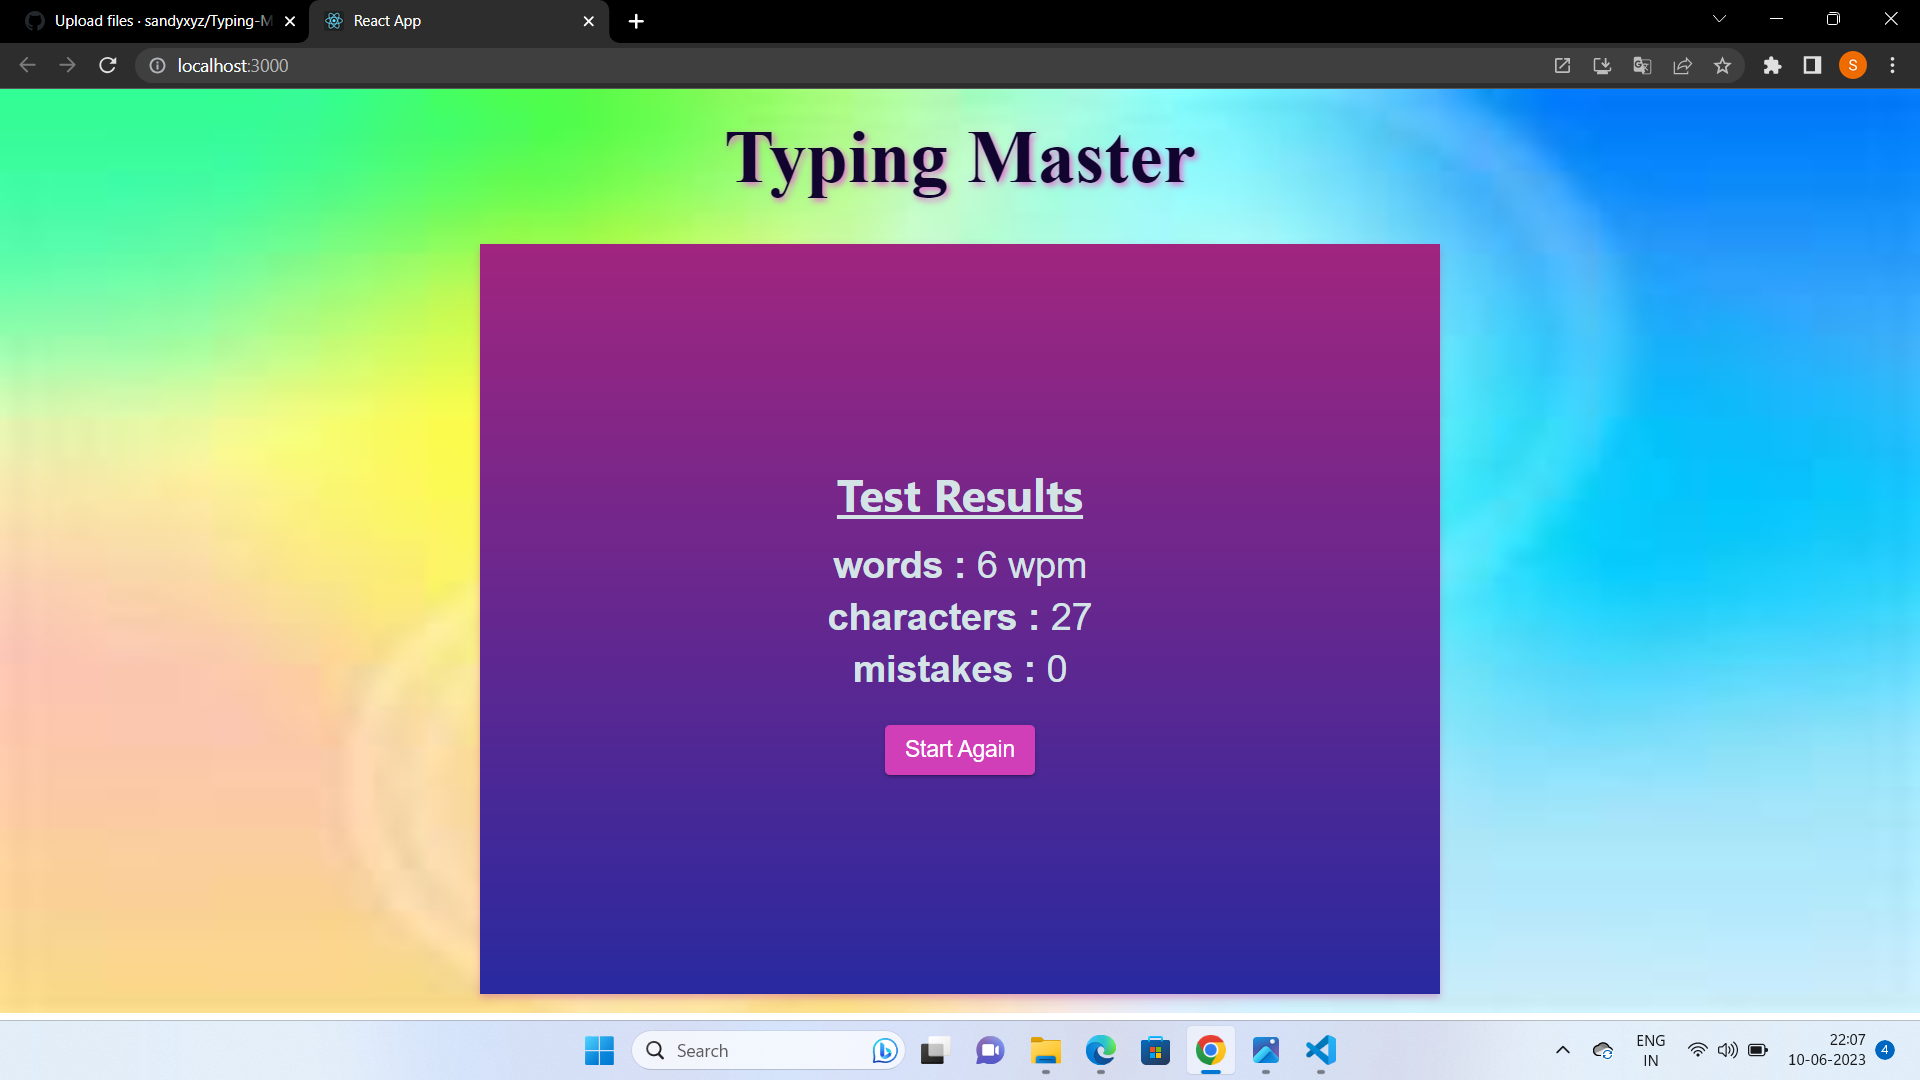 Upload files · sandyxyz/Typing-M
React App
localhost:3000
S
Typing Master
Test Results
words : 6 wpm
characters : 27
mistakes : 0
Start Again
Search
ENG
IN
22:07
10-06-2023
4